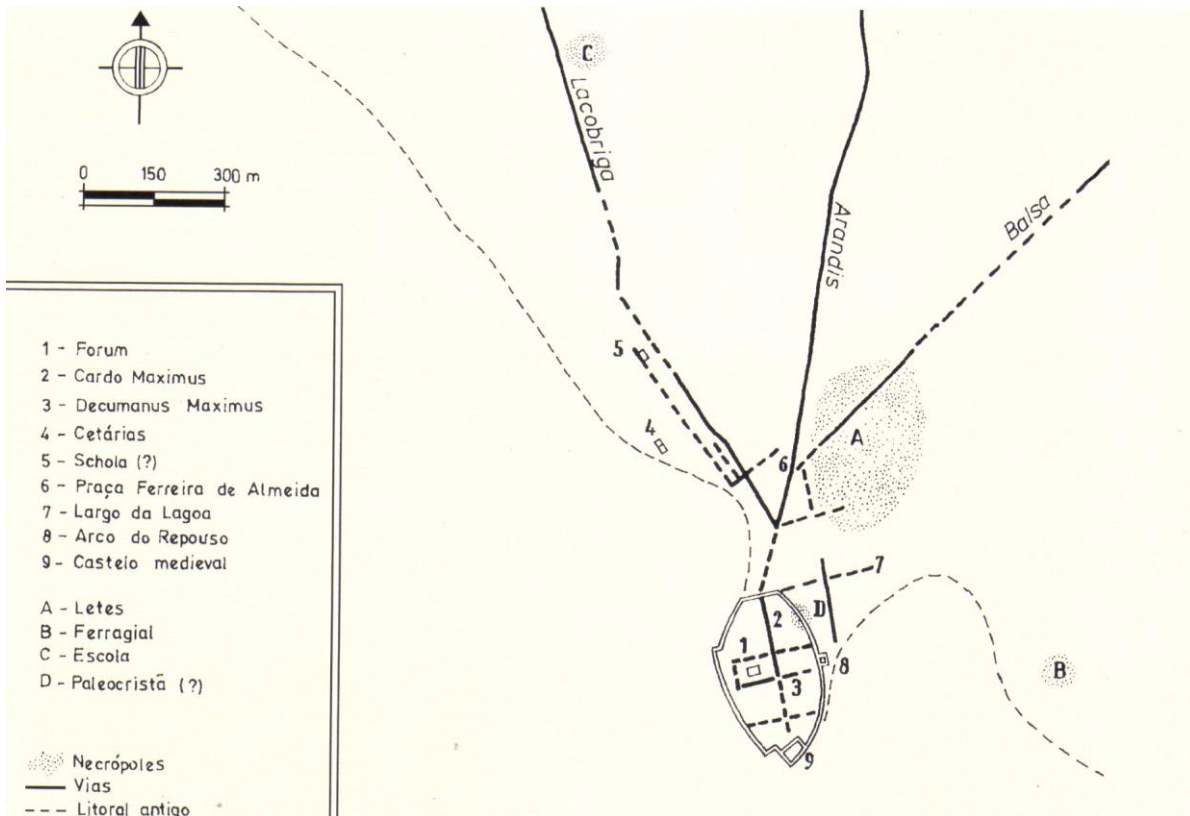 0 150 300 m
C
Lacobriga
Arandis
Balsa
5
4
6
A
7
2
D
1
3
8
B
9
1 - Forum
2 - Cardo Maximus
3 - Decumanus Maximus
4 - Cetárias
5 - Schola (?)
6 - Praça Ferreira de Almeida
7 - Largo da Lagoa
8 - Arco do Repouso
9 - Castelo medieval
A - Letes
B - Ferragial
C - Escola
D - Paleocristã (?)
Necrópoles
Vias
Litoral antigo